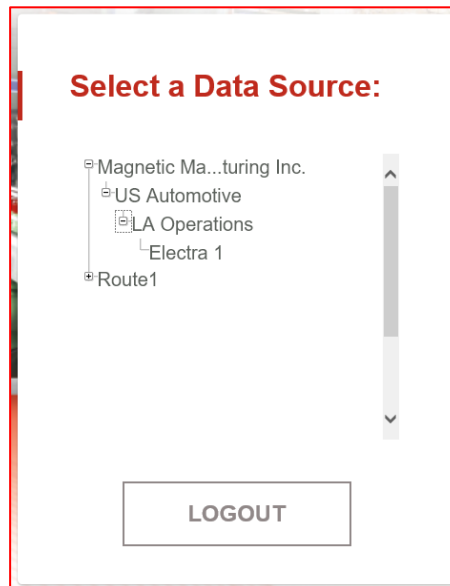 Select a Data Source:
Magnetic Ma...turing Inc.
US Automotive
LA Operations
Electra 1
Route1
LOGOUT